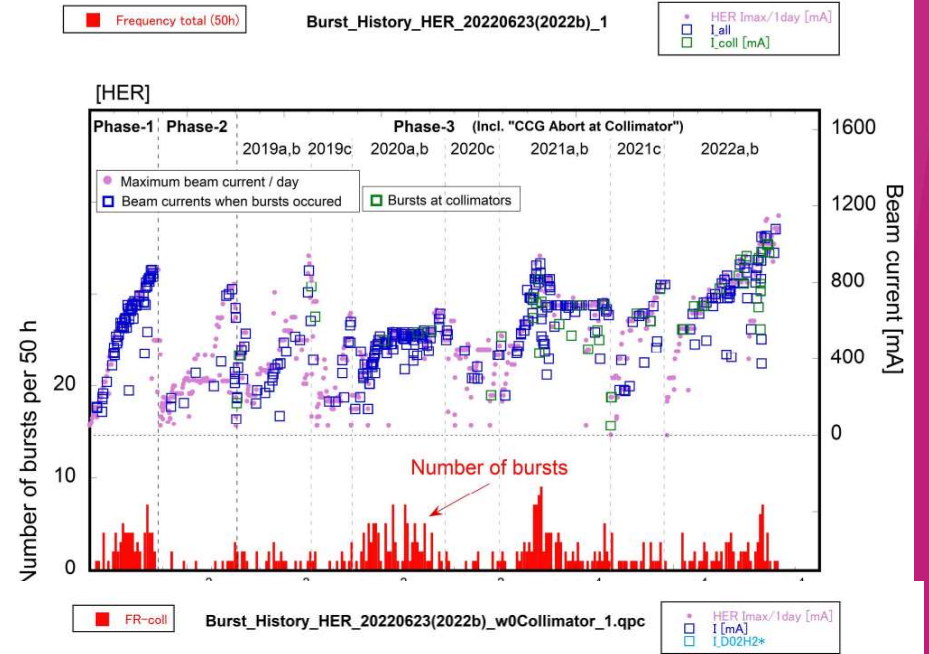 Frequency total (50h)
Burst_History_HER_20220623(2022b)_1
HER Imax/1day [mA]
I_all
I_coll [mA]
[HER]
Phase-1
Phase-2
Phase-3 (Incl. "CCG Abort at Collimator")
2019a,b
2019c
2020a,b
2020c
2021a,b
2021c
2022a,b
Maximum beam current / day
Beam currents when bursts occured
Bursts at collimators
1600
1200
800
400
0
Beam current [mA]
Number of bursts per 50 h
20
10
0
Number of bursts
FR-coll
Burst_History_HER_20220623(2022b)_w0Collimator_1.qpc
HER Imax/1day [mA]
I [mA]
I_D02H2*